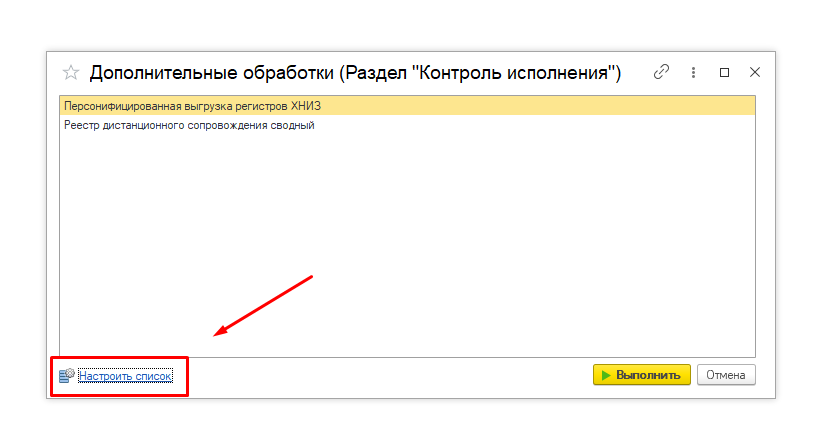 Дополнительные обработки (Раздел "Контроль исполнения")
Персонифицированная выгрузка регистров ХНИЗ
Реестр дистанционного сопровождения сводный
Настроить список
Выполнить
Отмена